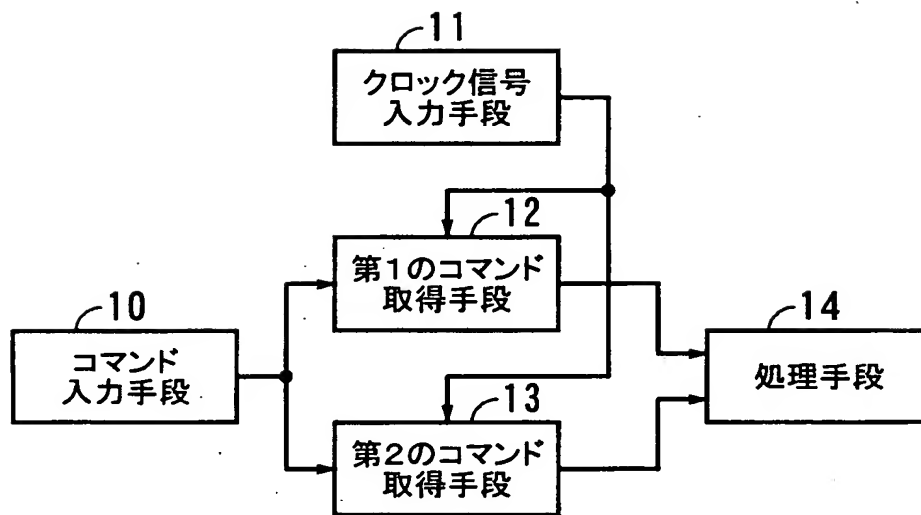 11
クロック信号
入力手段
12
第1のコマンド
取得手段
10
コマンド
入力手段
14
処理手段
13
第2のコマンド
取得手段